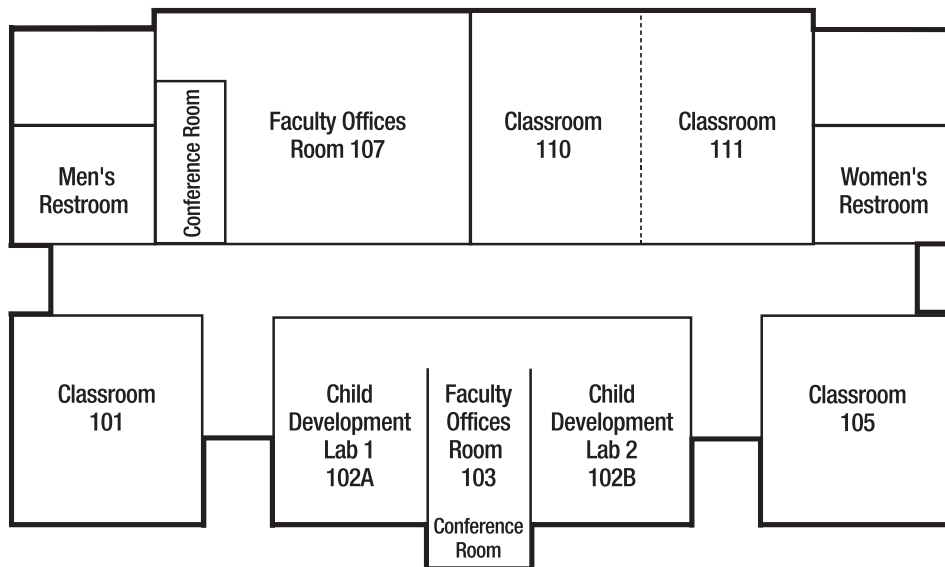 Men's
Restroom
Conference Room
Faculty Offices
Room 107
Classroom
110
Classroom
111
Women's
Restroom
Classroom
101
Child
Development
Lab 1
102A
Faculty
Offices
Room
103
Conference
Room
Child
Development
Lab 2
102B
Classroom
105